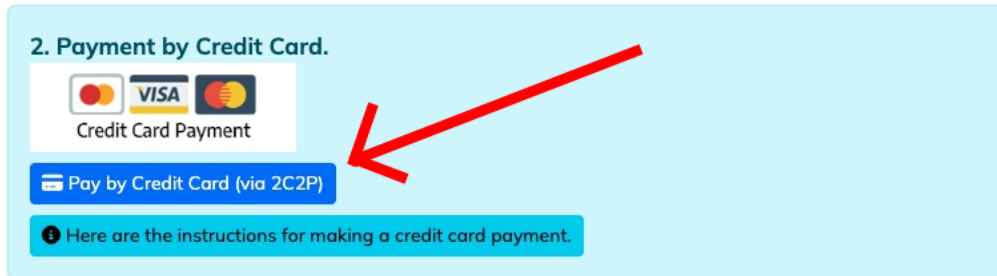 2. Payment by Credit Card.
VISA
Credit Card Payment
Pay by Credit Card (via 2C2P)
Here are the instructions for making a credit card payment.